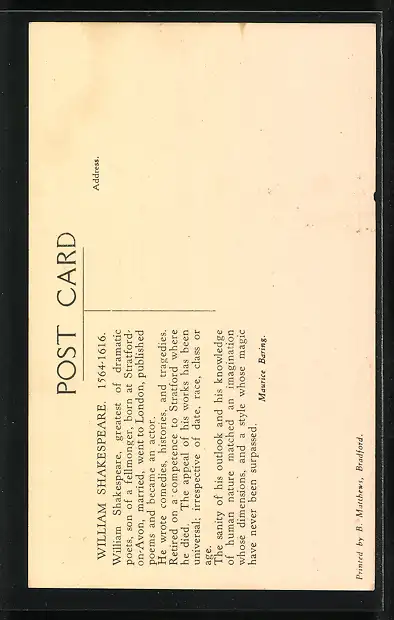 POST CARD
WILLIAM SHAKESPEARE. 1564-1616.
William Shakespeare, greatest of dramatic
poets, son of a fellmonger, born at Stratford-
on-Avon, married, went to London, published
poems and became an actor.
He wrote comedies, histories, and tragedies.
Retired on a competence to Stratford where
he died. The appeal of his works has been
universal: irrespective of date, race, class or
age.
The sanity of his outlook and his knowledge
of human nature matched an imagination
whose dimensions, and a style whose magic
have never been surpassed.
Maurice Baring.
Address.
Printed by B. Matthews, Bradford.